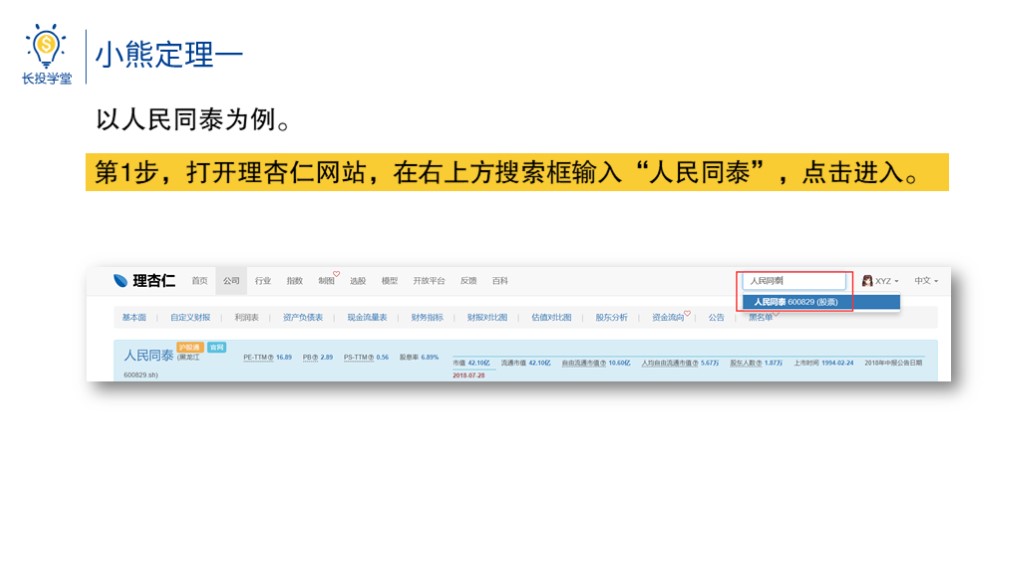 长投学堂
小熊定理一
以人民同泰为例。
第1步，打开理杏仁网站，在右上方搜索框输入“人民同泰”，点击进入。
理杏仁 首页 公司 行业 指数 制图 选股 模型 开放平台 反馈 百科 人民同泰 XYZ 中文
人民同泰 600829 (股票)
基本面 | 自定义财报 | 利润表 | 资产负债表 | 现金流量表 | 财务指标 | 财报对比图 | 估值对比图 | 股东分析 | 资金流向 | 公告 | 黑名单
沪股通 官网
人民同泰 (黑龙江 PE-TTM 16.89 PB 2.89 PS-TTM 0.56 股息率 6.89% 市值 42.10亿 流通市值 42.10亿 自由流通市值 10.60亿 人均自由流通市值 5.67万 股东人数 1.87万 上市时间 1994-02-24 2018年中报公告日期
600829.sh) 2018-07-28